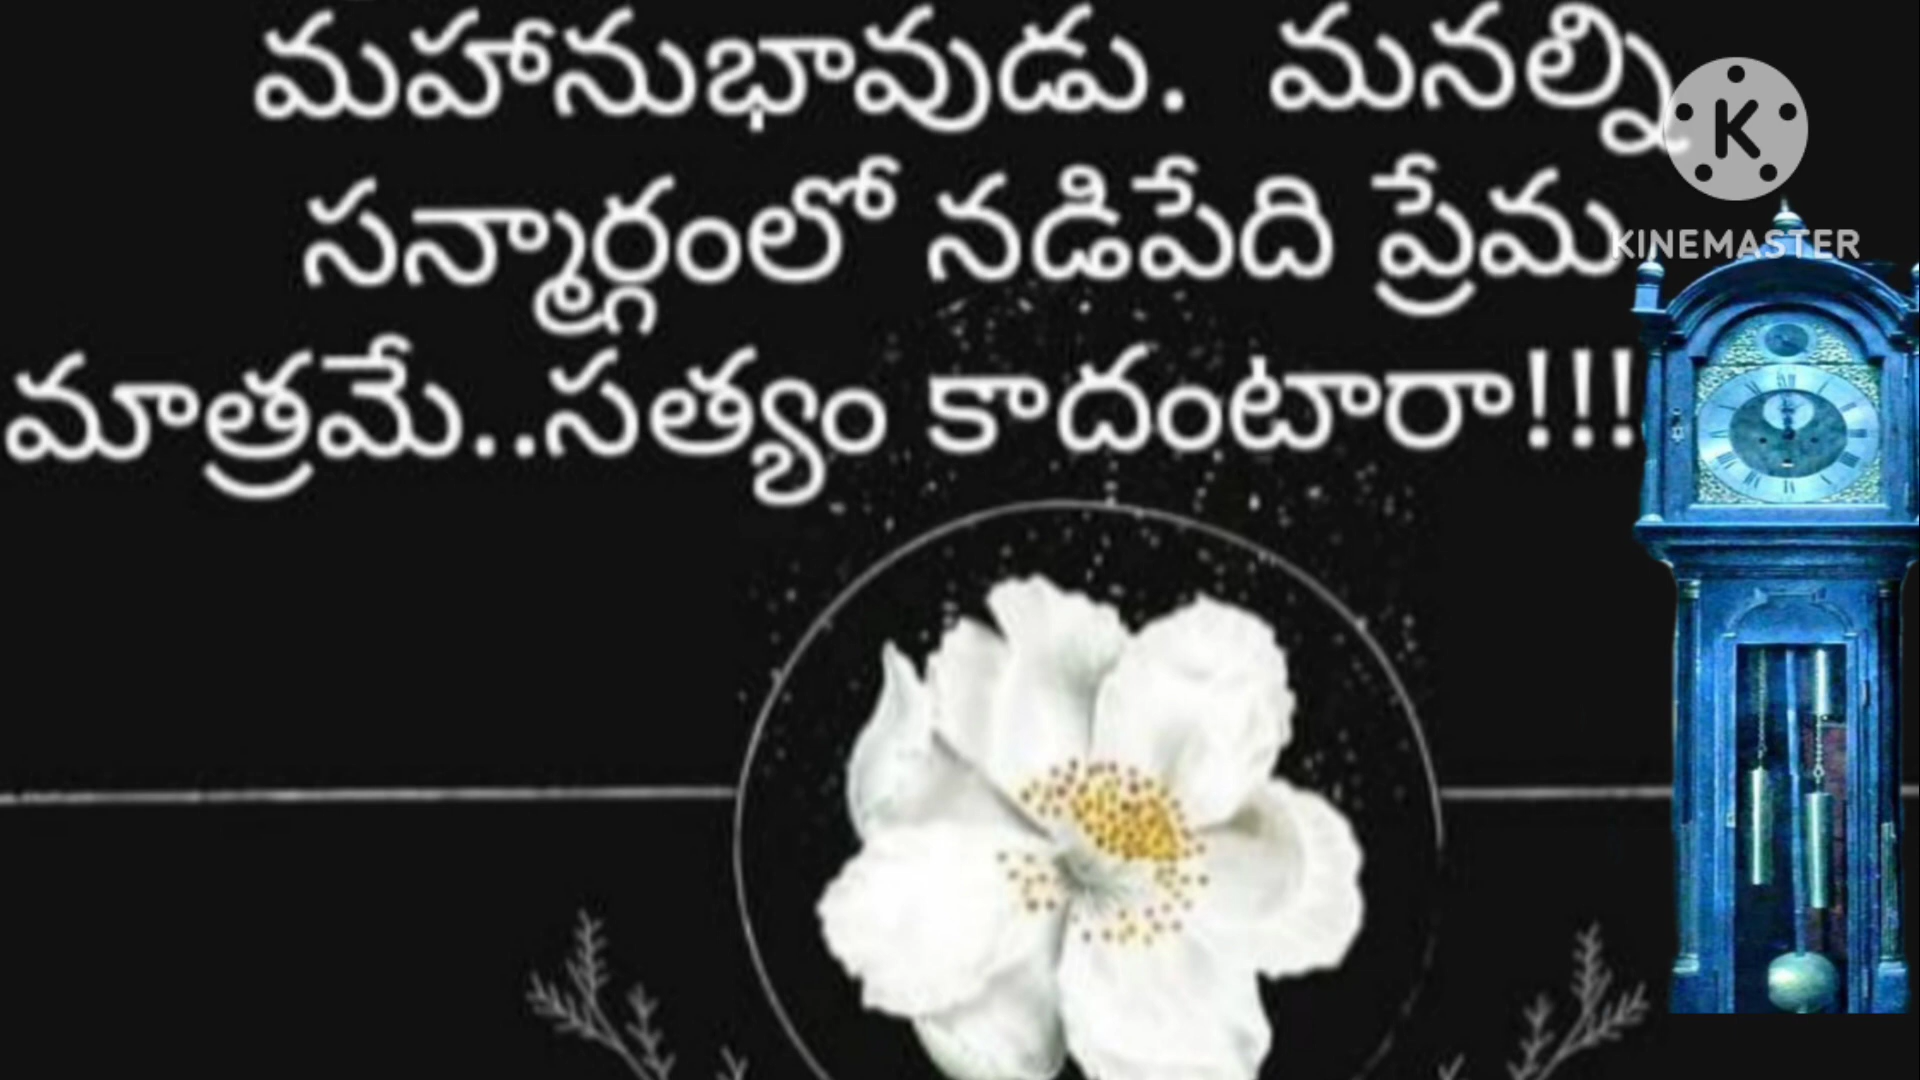 మహానుభావుడు. మనల్ని
సన్మార్గంలో నడిపేది ప్రేమ
మాత్రమే..సత్యం కాదంటారా!!!
K
KINEMASTER